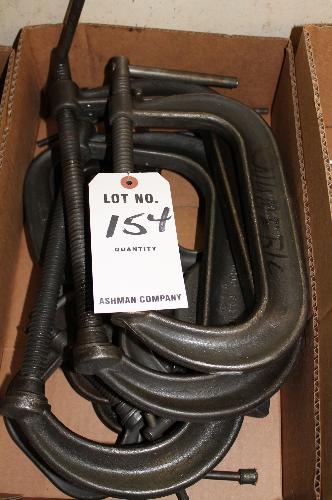 LOT NO.
154
QUANTITY
ASHMAN COMPANY